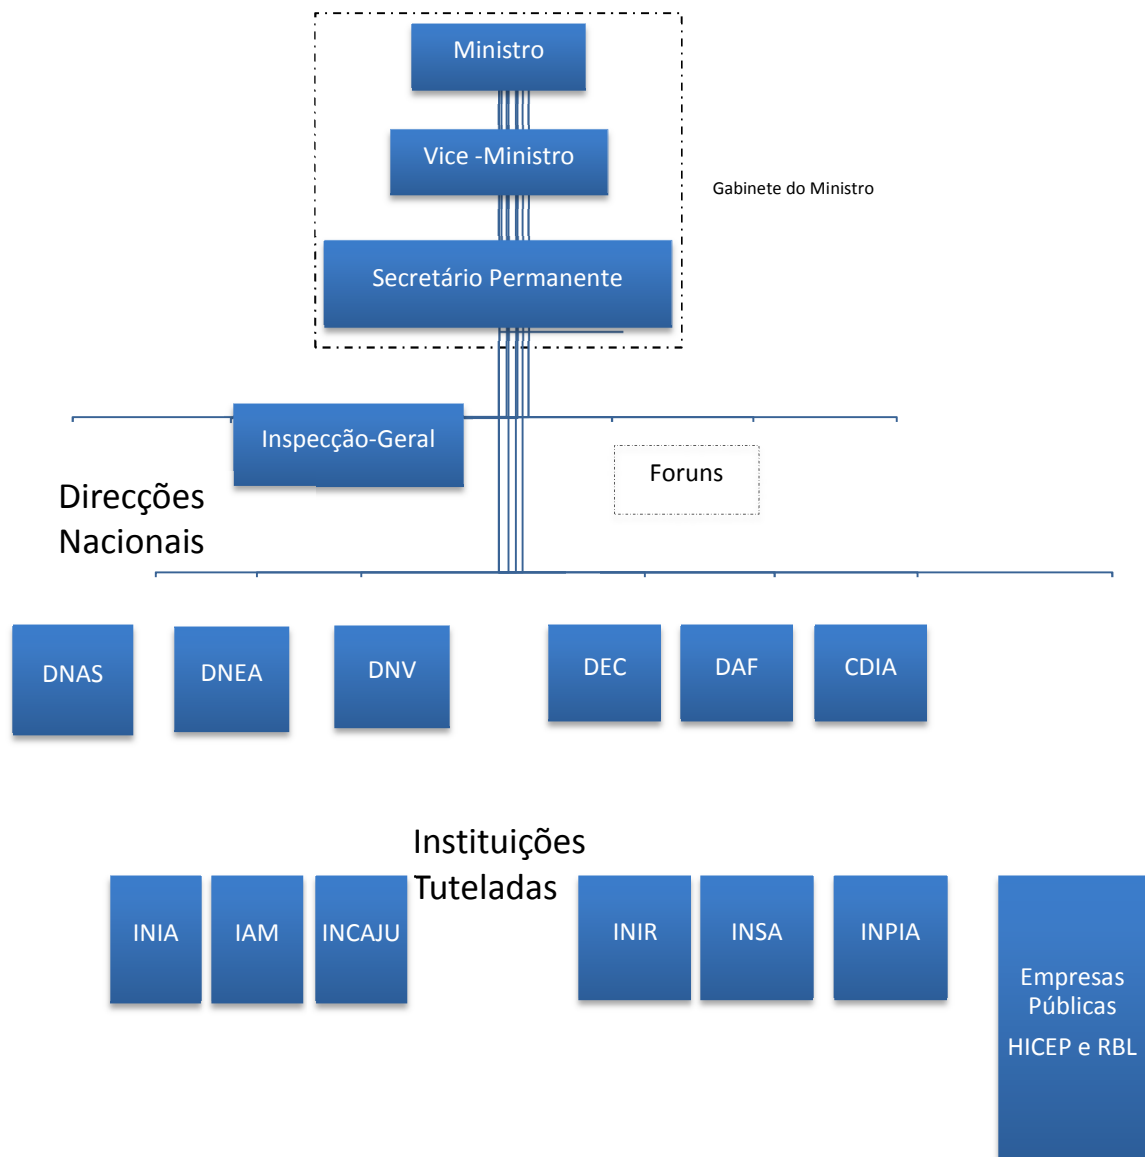 Ministro
Vice -Ministro
Gabinete do Ministro
Secretário Permanente
Inspecção-Geral
Foruns
Direcções
Nacionais
DNAS
DNEA
DNV
DEC
DAF
CDIA
Instituições
Tuteladas
INIA
IAM
INCAJU
INIR
INSA
INPIA
Empresas
Públicas
HICEP e RBL